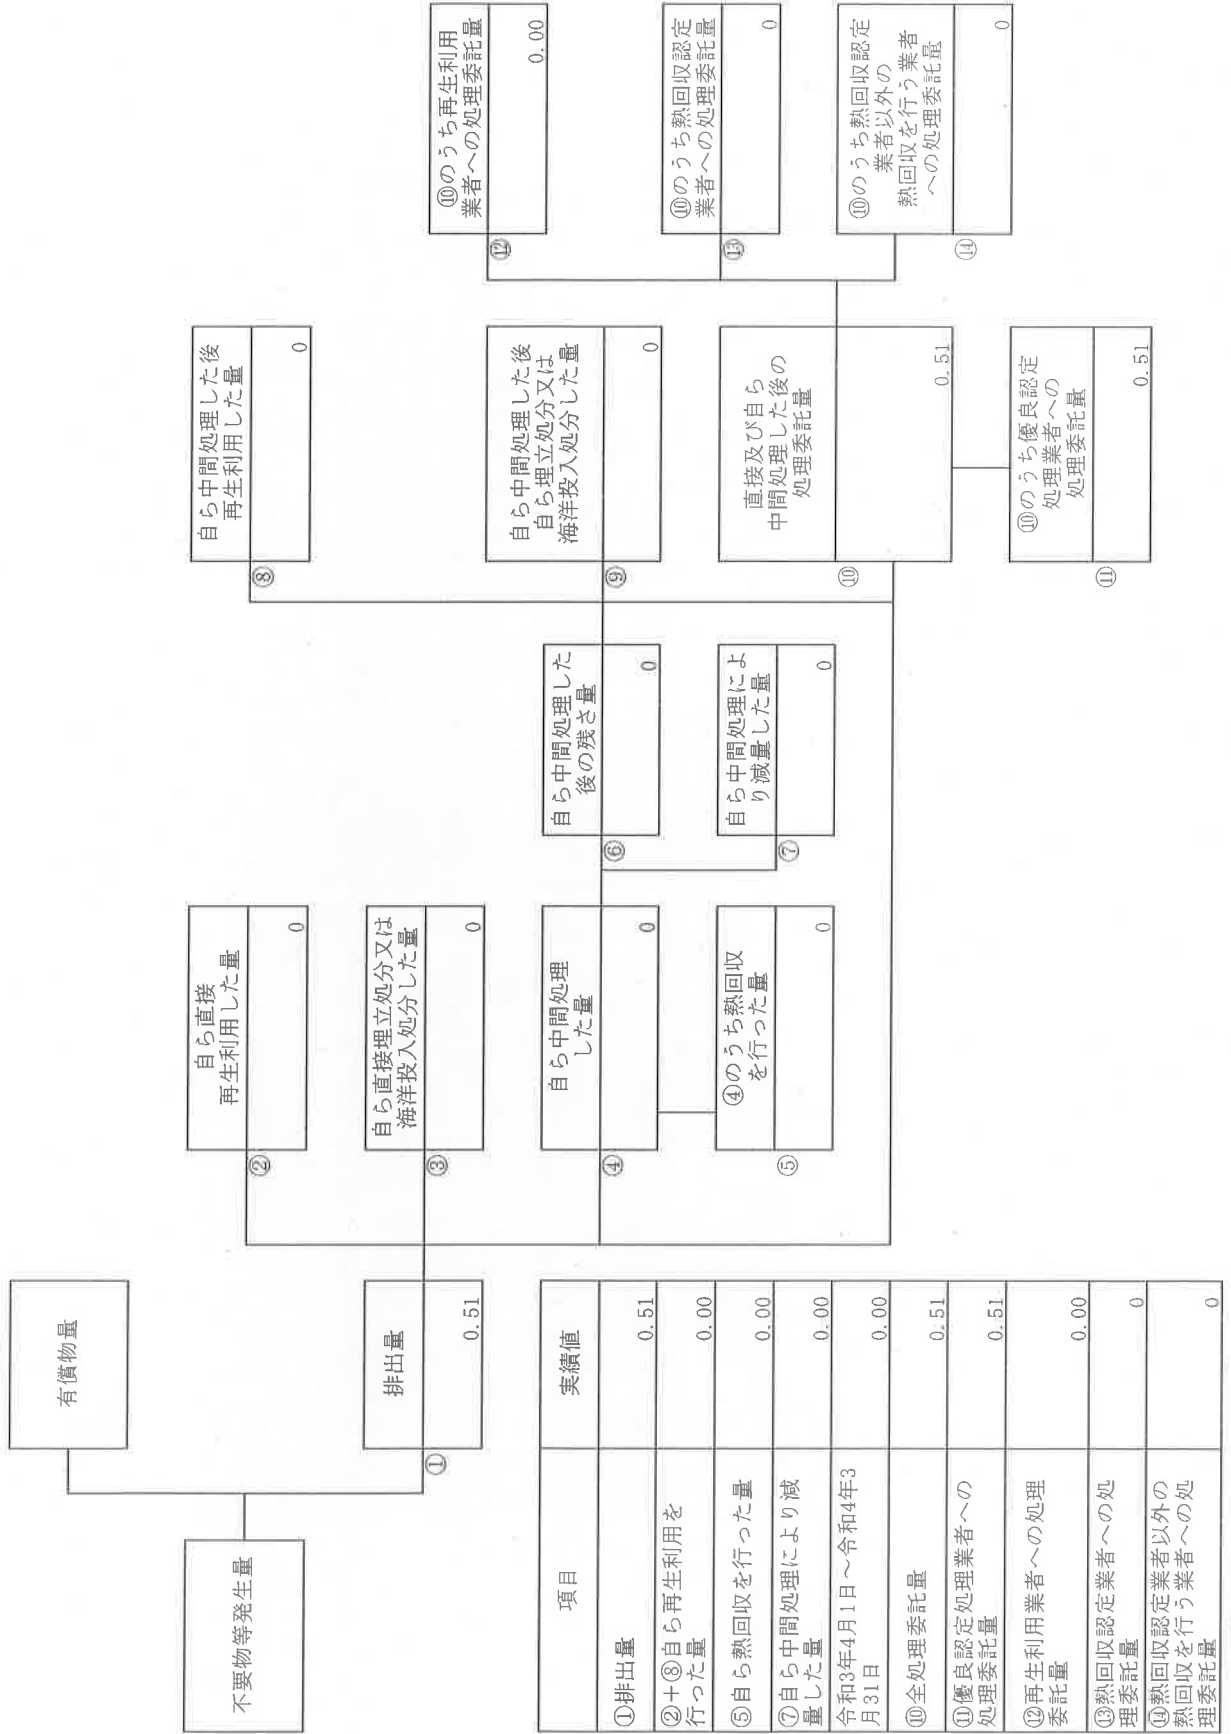 有償物量
不要物等発生量
①
排出量
0.51
②
自ら直接
再生利用した量
0
③
自ら直接埋立処分又は
海洋投入処分した量
0
④
自ら中間処理
した量
0
⑤
④のうち熱回収
を行った量
0
⑥
自ら中間処理した
後の残さ量
0
⑦
自ら中間処理によ
り減量した量
0
⑧
自ら中間処理した後
再生利用した量
0
⑨
自ら中間処理した後
自ら埋立処分又は
海洋投入処分した量
0
⑩
直接及び自ら
中間処理した後の
処理委託量
0.51
⑪
⑩のうち優良認定
処理業者への
処理委託量
0.51
⑫
⑩のうち再生利用
業者への処理委託量
0.00
⑬
⑩のうち熱回収認定
業者への処理委託量
0
⑭
⑩のうち熱回収認定
業者以外の
熱回収を行う業者
への処理委託量
0
項目 実績値
①排出量 0.51
②+⑧自ら再生利用を
行った量 0.00
⑤自ら熱回収を行った量 0.00
⑦自ら中間処理により減
量した量 0.00
令和3年4月1日~令和4年3
月31日 0.00
⑩全処理委託量 0.51
⑪優良認定処理業者への
処理委託量 0.51
⑫再生利用業者への処理
委託量 0.00
⑬熱回収認定業者への処
理委託量 0
⑭熱回収認定業者以外の
熱回収を行う業者への処
理委託量 0